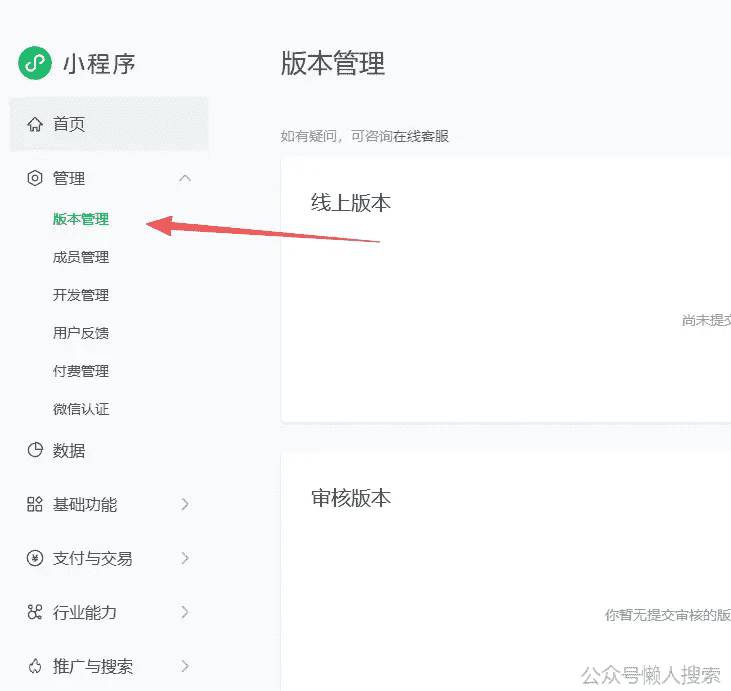 小程序
首页
管理
版本管理
成员管理
开发管理
用户反馈
付费管理
微信认证
数据
基础功能
支付与交易
行业能力
推广与搜索
版本管理
如有疑问，可咨询在线客服
线上版本
尚未提交
审核版本
你暂无提交审核的版
公众号懒人搜索